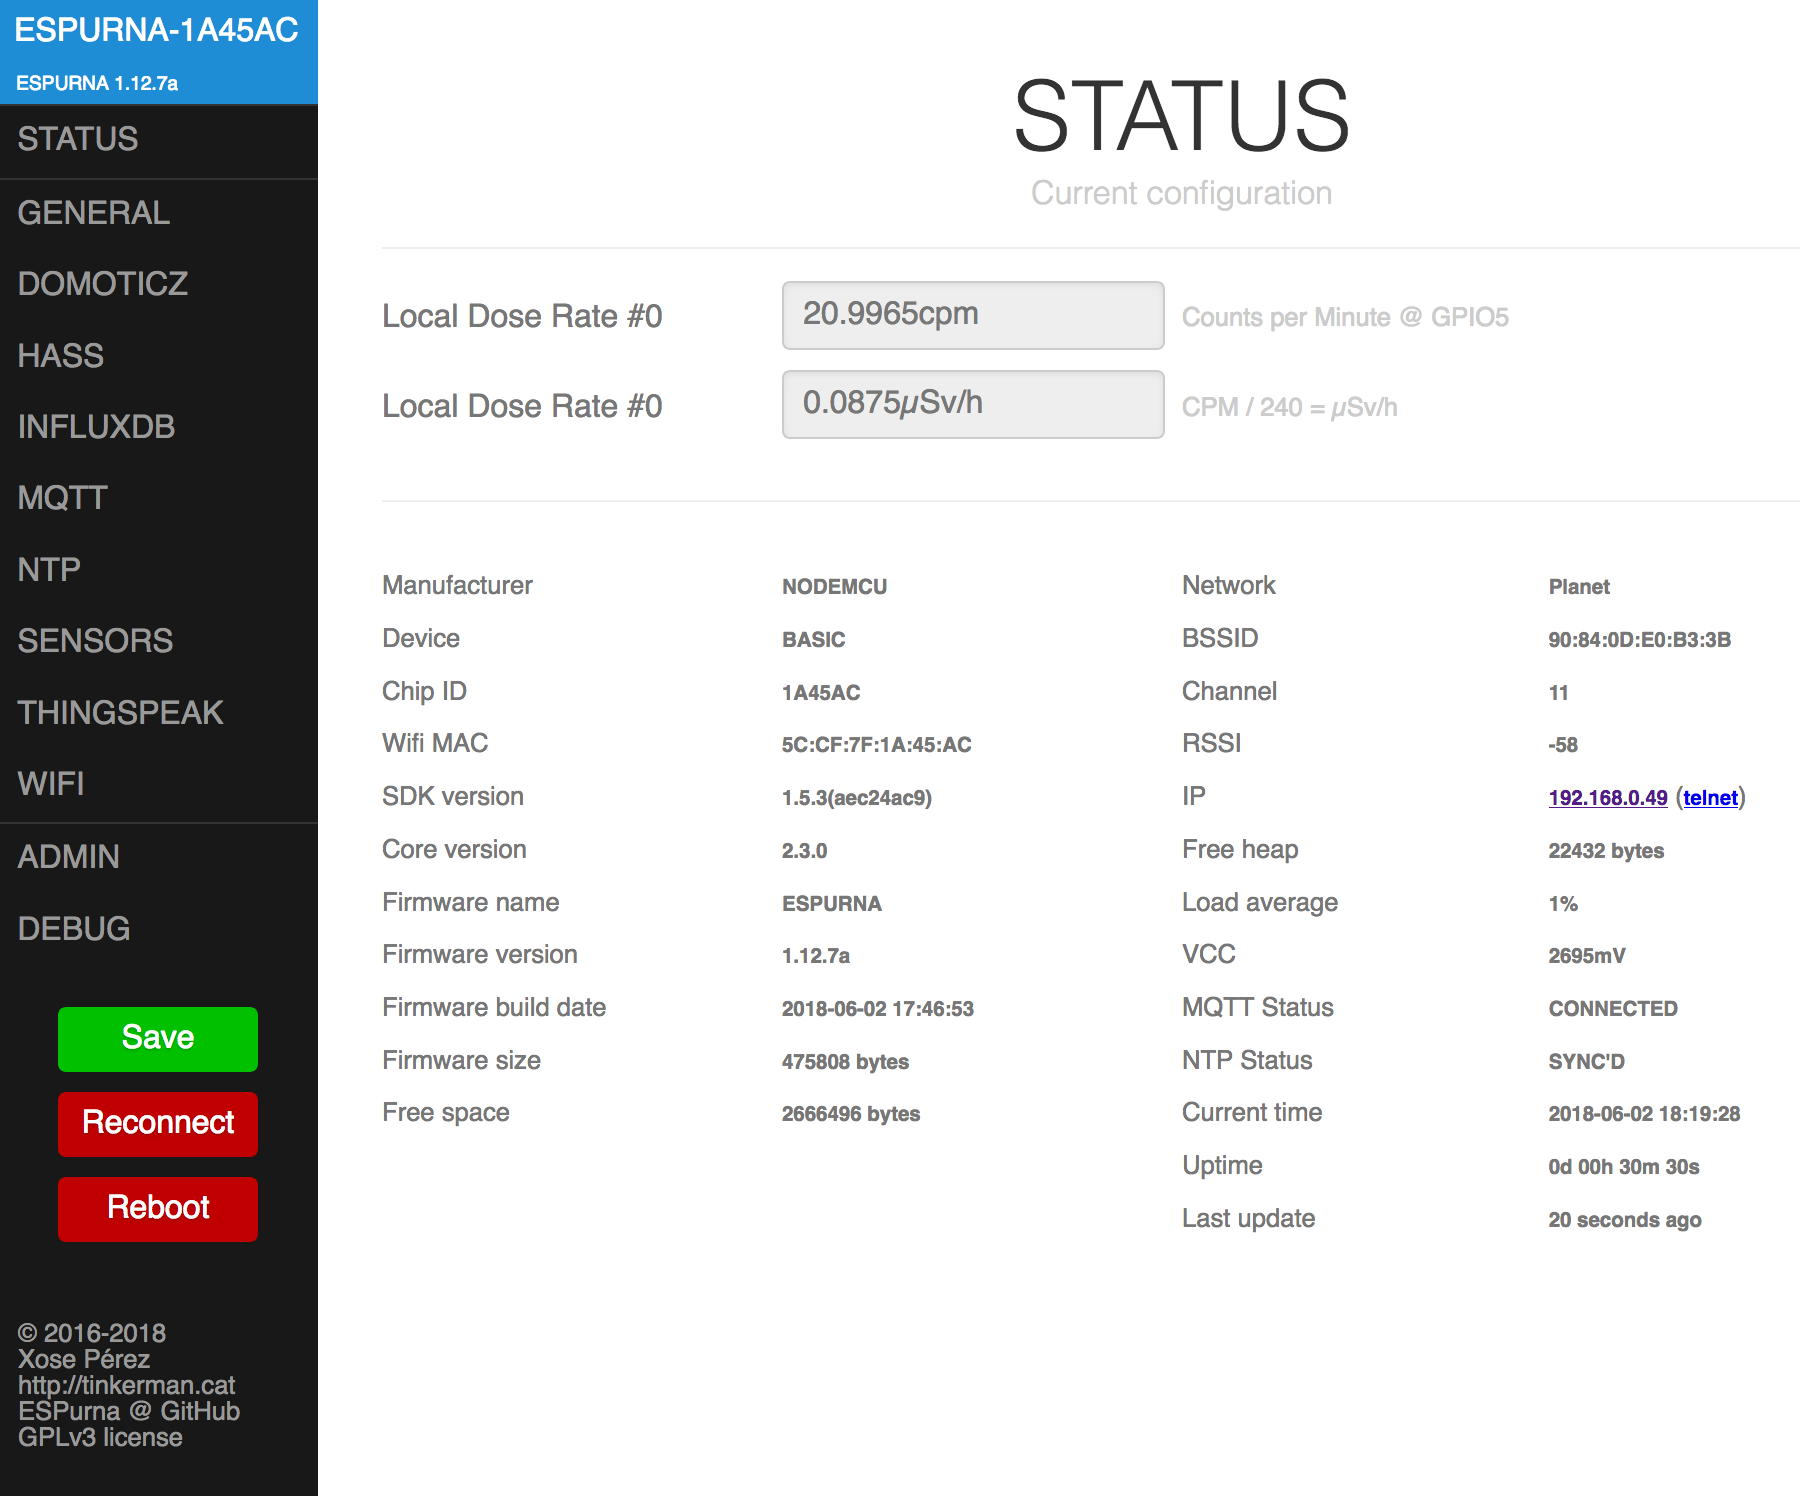 ESPURNA-1A45AC
ESPURNA 1.12.7a
STATUS
GENERAL
DOMOTICZ
HASS
INFLUXDB
MQTT
NTP
SENSORS
THINGSPEAK
WIFI
ADMIN
DEBUG
Save
Reconnect
Reboot
© 2016-2018
Xose Pérez
http://tinkerman.cat
ESPurna @ GitHub
GPLv3 license
STATUS
Current configuration
Local Dose Rate #0 20.9965cpm Counts per Minute @ GPIO5
Local Dose Rate #0 0.0875µSv/h CPM / 240 = µSv/h
Manufacturer NODEMCU
Device BASIC
Chip ID 1A45AC
Wifi MAC 5C:CF:7F:1A:45:AC
SDK version 1.5.3(aec24ac9)
Core version 2.3.0
Firmware name ESPURNA
Firmware version 1.12.7a
Firmware build date 2018-06-02 17:46:53
Firmware size 475808 bytes
Free space 2666496 bytes
Network Planet
BSSID 90:84:0D:E0:B3:3B
Channel 11
RSSI -58
IP 192.168.0.49 (telnet)
Free heap 22432 bytes
Load average 1%
VCC 2695mV
MQTT Status CONNECTED
NTP Status SYNC'D
Current time 2018-06-02 18:19:28
Uptime 0d 00h 30m 30s
Last update 20 seconds ago